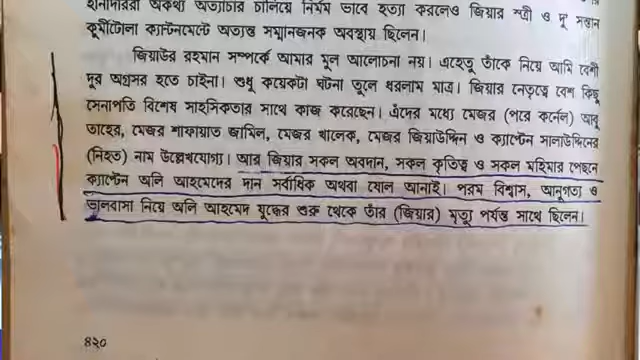 হানাদাররা অকথ্য অত্যাচার চালিয়ে নির্মম ভাবে হত্যা করলেও জিয়ার স্ত্রী ও দু' সন্তান
কুর্মীটোলা ক্যান্টনমেন্টে অত্যন্ত সম্মানজনক অবস্থায় ছিলেন।
জিয়াউর রহমান সম্পর্কে আমার মূল আলোচনা নয়। এহেতু তাঁকে নিয়ে আমি বেশী
দূর অগ্রসর হতে চাইনা। শুধু কয়েকটা ঘটনা তুলে ধরলাম মাত্র। জিয়ার নেতৃত্বে বেশ কিছু
সেনাপতি বিশেষ সাহসিকতার সাথে কাজ করেছেন। এঁদের মধ্যে মেজর (পরে কর্নেল) আবু
তাহের, মেজর শাফায়াত জামিল, মেজর খালেক, মেজর জিয়াউদ্দিন ও ক্যাপ্টেন সালাউদ্দিনের
(নিহত) নাম উল্লেখযোগ্য। আর জিয়ার সকল অবদান, সকল কৃতিত্ব ও সকল মহিমার পেছনে
ক্যাপ্টেন অলি আহমেদের দান সর্বাধিক অথবা ষোল আনাই। পরম বিশ্বাস, আনুগত্য ও
ভালবাসা নিয়ে অলি আহমেদ যুদ্ধের শুরু থেকে তাঁর (জিয়ার) মৃত্যু পর্যন্ত সাথে ছিলেন।
৪২০